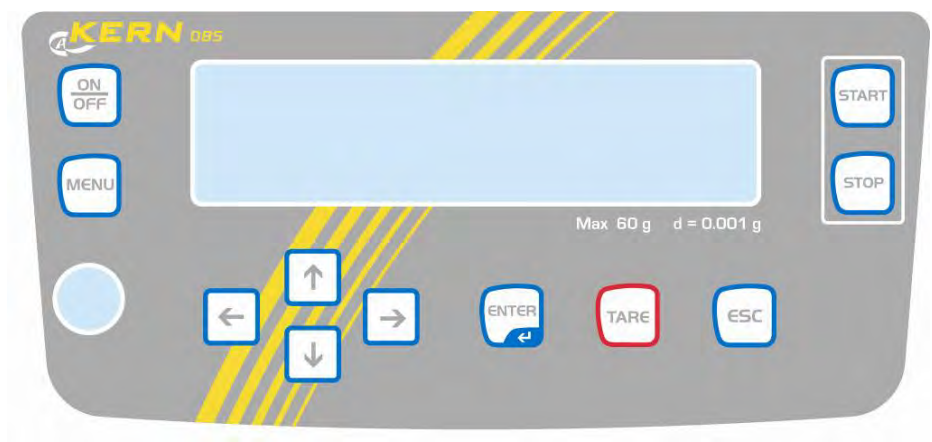 KERN DBS
ON
OFF
START
MENU
STOP
Max 60 g d = 0.001 g
ENTER
TARE
ESC